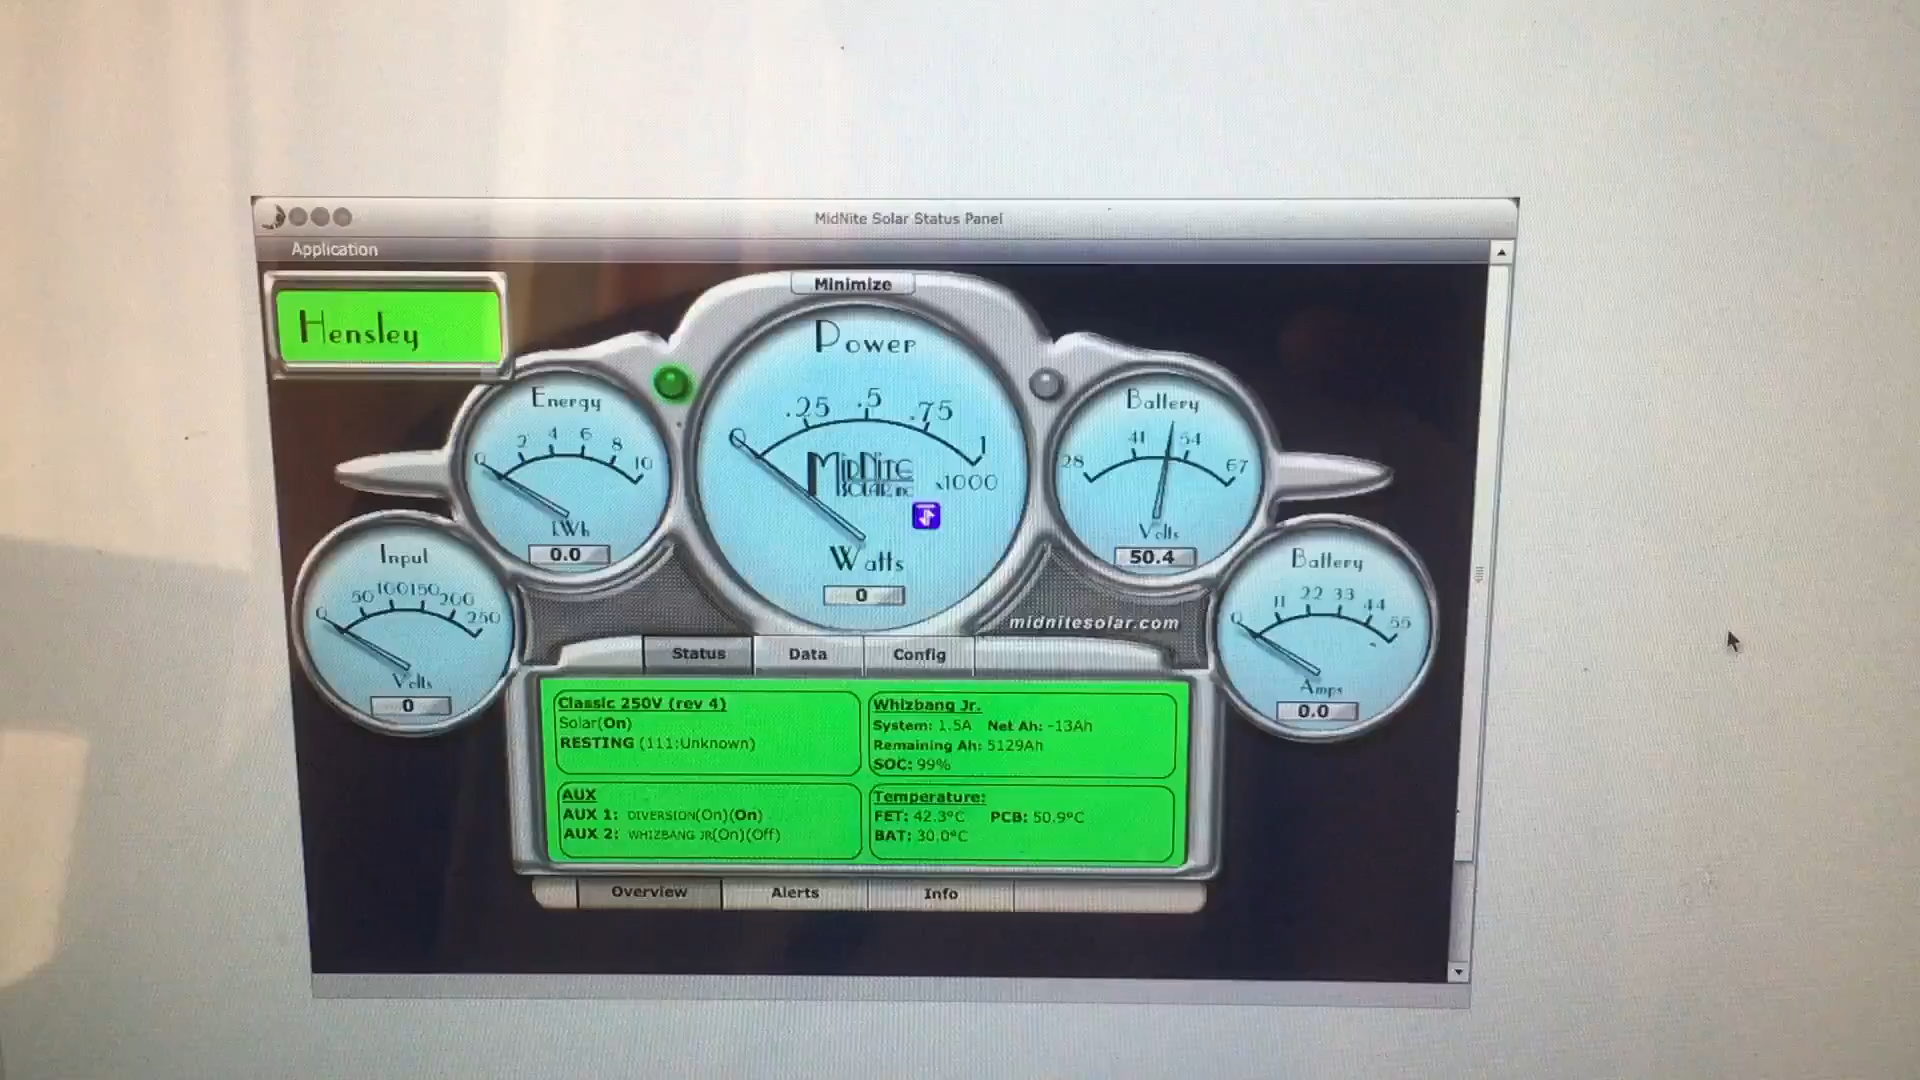 MidNite Solar Status Panel
Application
Hensley
Minimize
Power
0 .25 .5 .75 1
x1000
MIDNITE
SOLAR INC
Watts
0
Energy
0 2 4 6 8 10
kWh
0.0
Battery
28 41 54 67
Volts
50.4
Input
0 50 100 150 200 250
Volts
0
Battery
0 11 22 33 44 55
Amps
0.0
midnitesolar.com
Status Data Config
Classic 250V (rev 4)
Solar(On)
RESTING (111:Unknown)
Whizbang Jr.
System: 1.5A Net Ah: -13Ah
Remaining Ah: 5129Ah
SOC: 99%
AUX
AUX 1: DIVERSION(On)(On)
AUX 2: WHIZBANG JR(On)(Off)
Temperature:
FET: 42.3°C PCB: 50.9°C
BAT: 30.0°C
Overview Alerts Info